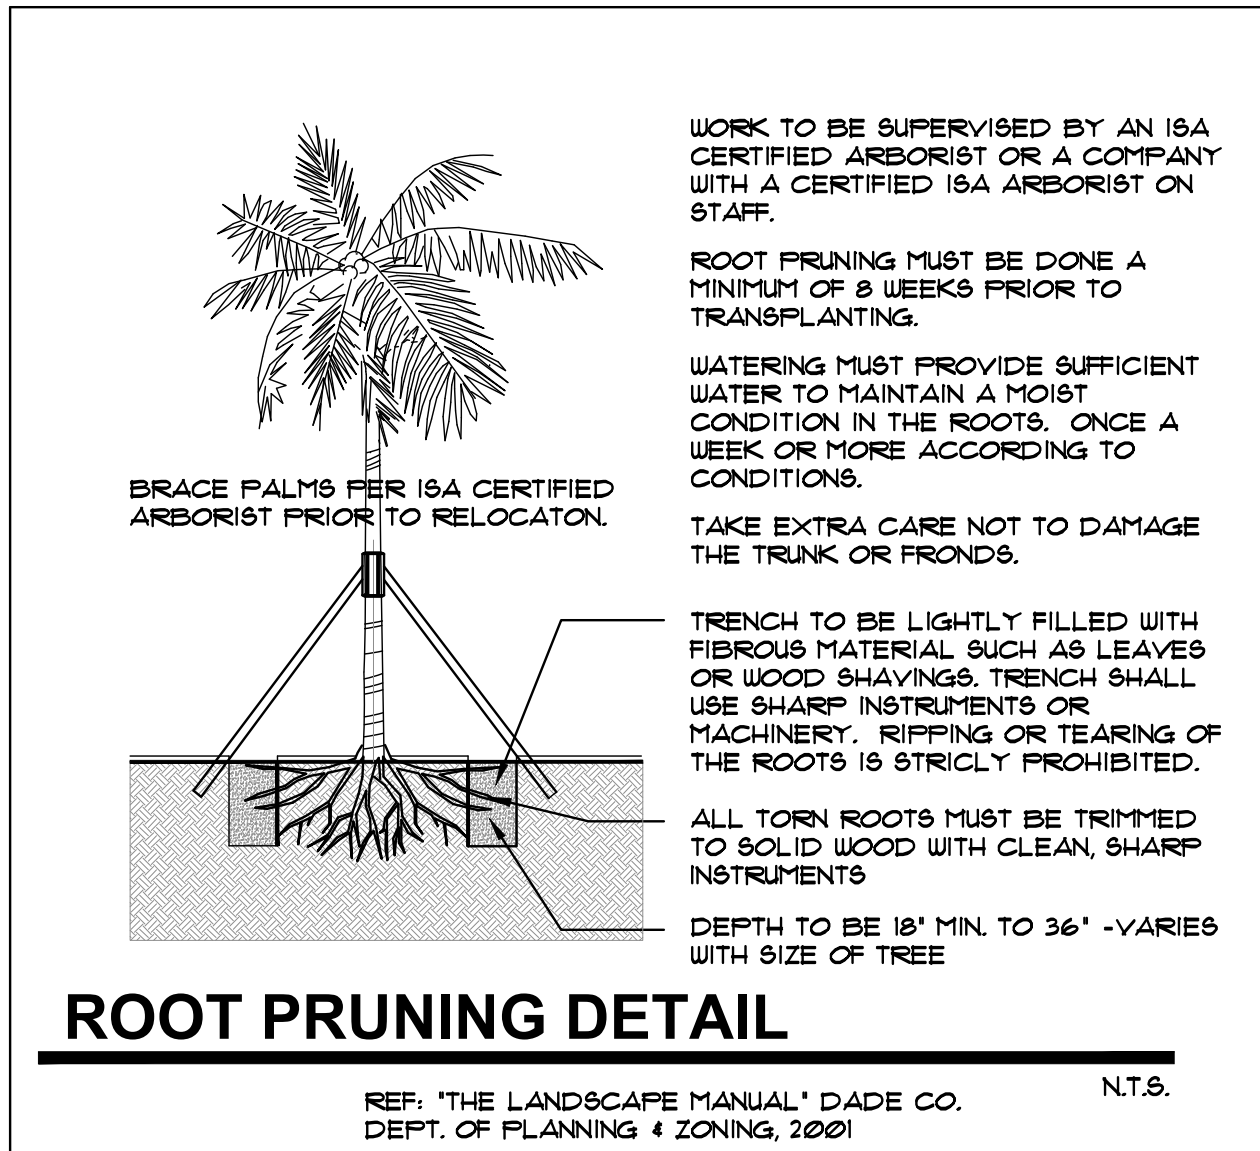 WORK TO BE SUPERVISED BY AN ISA
CERTIFIED ARBORIST OR A COMPANY
WITH A CERTIFIED ISA ARBORIST ON
STAFF.
ROOT PRUNING MUST BE DONE A
MINIMUM OF 8 WEEKS PRIOR TO
TRANSPLANTING.
WATERING MUST PROVIDE SUFFICIENT
WATER TO MAINTAIN A MOIST
CONDITION IN THE ROOTS. ONCE A
WEEK OR MORE ACCORDING TO
CONDITIONS.
BRACE PALMS PER ISA CERTIFIED
ARBORIST PRIOR TO RELOCATON.
TAKE EXTRA CARE NOT TO DAMAGE
THE TRUNK OR FRONDS.
TRENCH TO BE LIGHTLY FILLED WITH
FIBROUS MATERIAL SUCH AS LEAVES
OR WOOD SHAVINGS. TRENCH SHALL
USE SHARP INSTRUMENTS OR
MACHINERY. RIPPING OR TEARING OF
THE ROOTS IS STRICLY PROHIBITED.
ALL TORN ROOTS MUST BE TRIMMED
TO SOLID WOOD WITH CLEAN, SHARP
INSTRUMENTS
DEPTH TO BE 18" MIN. TO 36" -VARIES
WITH SIZE OF TREE
ROOT PRUNING DETAIL
N.T.S.
REF: "THE LANDSCAPE MANUAL" DADE CO.
DEPT. OF PLANNING & ZONING, 2001